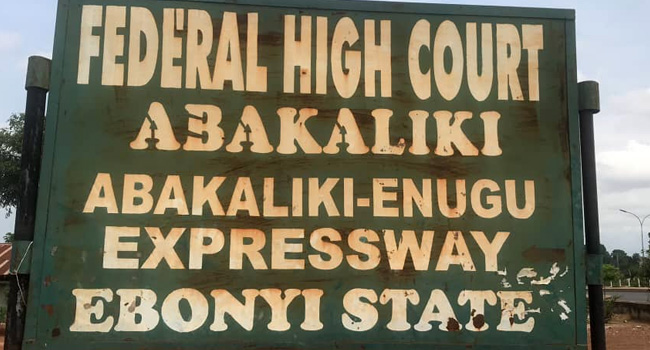 FEDERAL HIGH COURT
ABAKALIKI
ABAKALIKI-ENUGU
EXPRESSWAY
EBONYI STATE